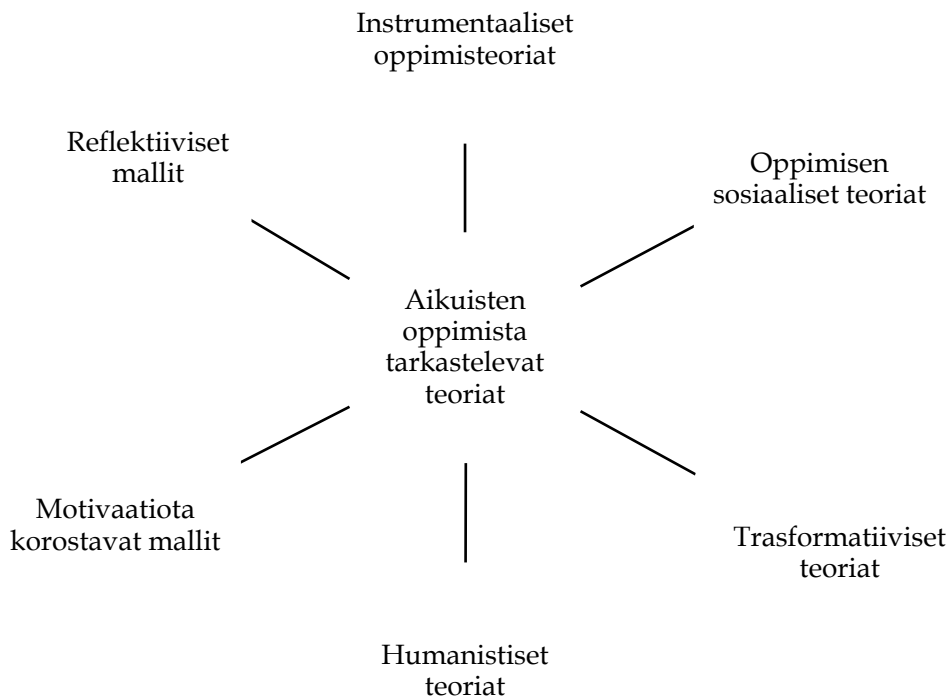 Instrumentaaliset
oppimisteoriat
Reflektiiviset
mallit
Oppimisen
sosiaaliset teoriat
Aikuisten
oppimista
tarkastelevat
teoriat
Motivaatiota
korostavat mallit
Trasformatiiviset
teoriat
Humanistiset
teoriat